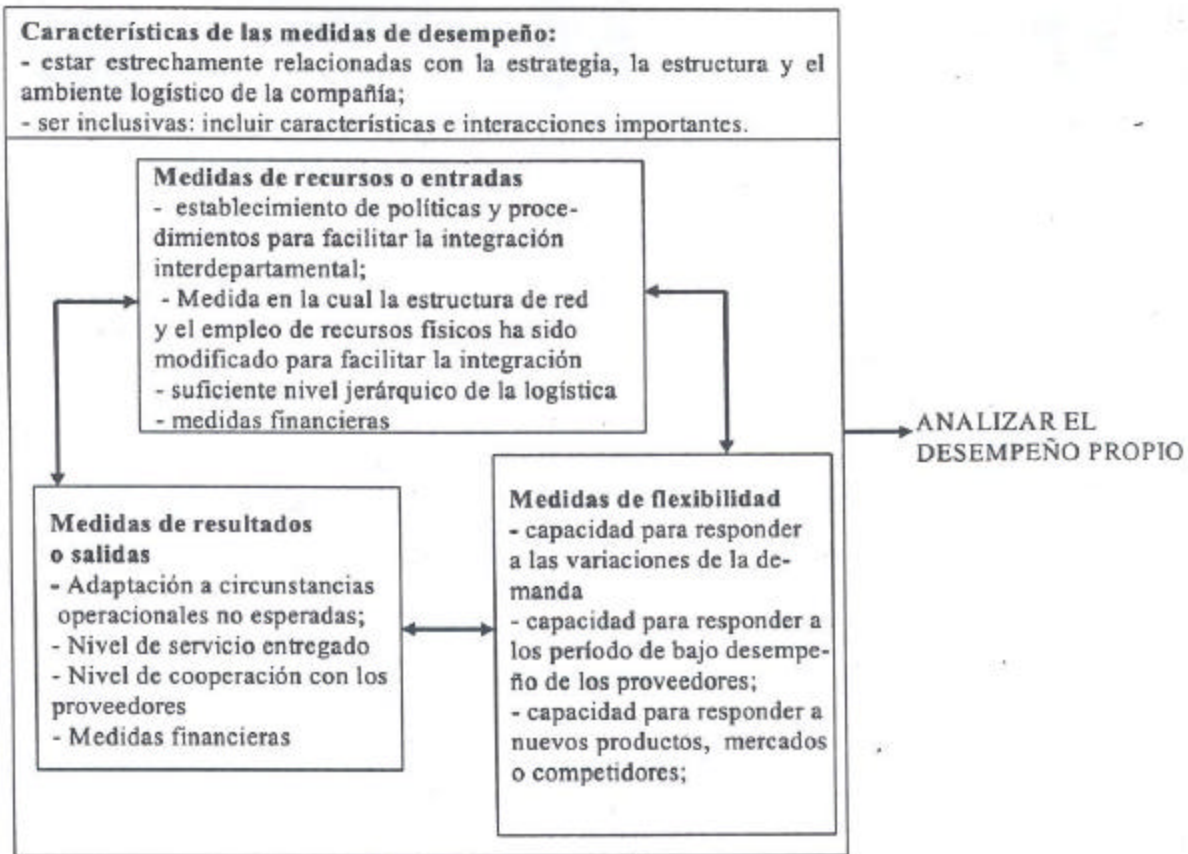 Características de las medidas de desempeño:
- estar estrechamente relacionadas con la estrategia, la estructura y el
ambiente logístico de la compañía;
- ser inclusivas: incluir características e interacciones importantes.
Medidas de recursos o entradas
- establecimiento de políticas y proce-
dimientos para facilitar la integración
interdepartamental;
- Medida en la cual la estructura de red
y el empleo de recursos físicos ha sido
modificado para facilitar la integración
- suficiente nivel jerárquico de la logística
- medidas financieras
Medidas de resultados
o salidas
- Adaptación a circunstancias
operacionales no esperadas;
- Nivel de servicio entregado
- Nivel de cooperación con los
proveedores
- Medidas financieras
Medidas de flexibilidad
- capacidad para responder
a las variaciones de la de-
manda
- capacidad para responder a
los período de bajo desempe-
ño de los proveedores;
- capacidad para responder a
nuevos productos, mercados
o competidores;
ANALIZAR EL
DESEMPEÑO PROPIO